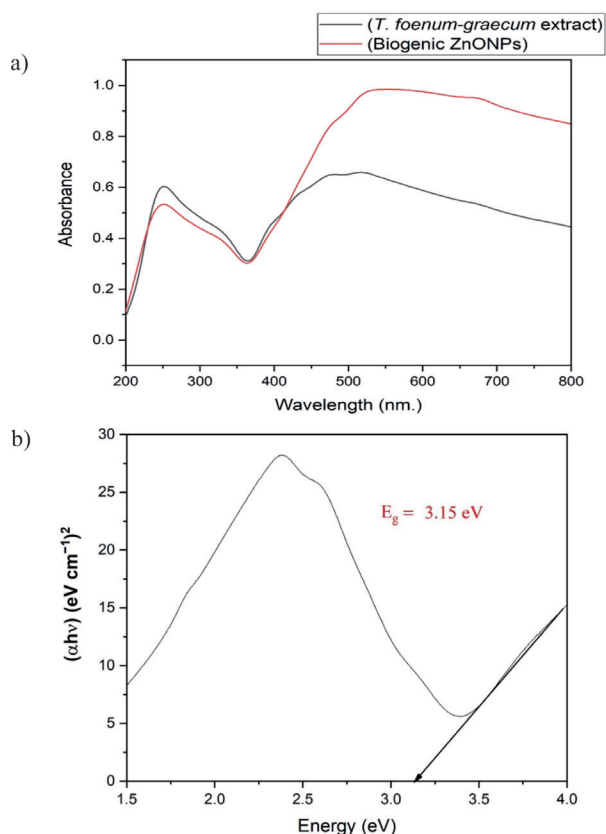 (T. foenum-graecum extract)
(Biogenic ZnONPs)
a)
1.0
0.8
0.6
0.4
0.2
0.0
Absorbance
200 300 400 500 600 700 800
Wavelength (nm.)
b)
30
25
20
15
10
5
0
(αhν) (eV cm⁻¹)²
E_g = 3.15 eV
1.5 2.0 2.5 3.0 3.5 4.0
Energy (eV)